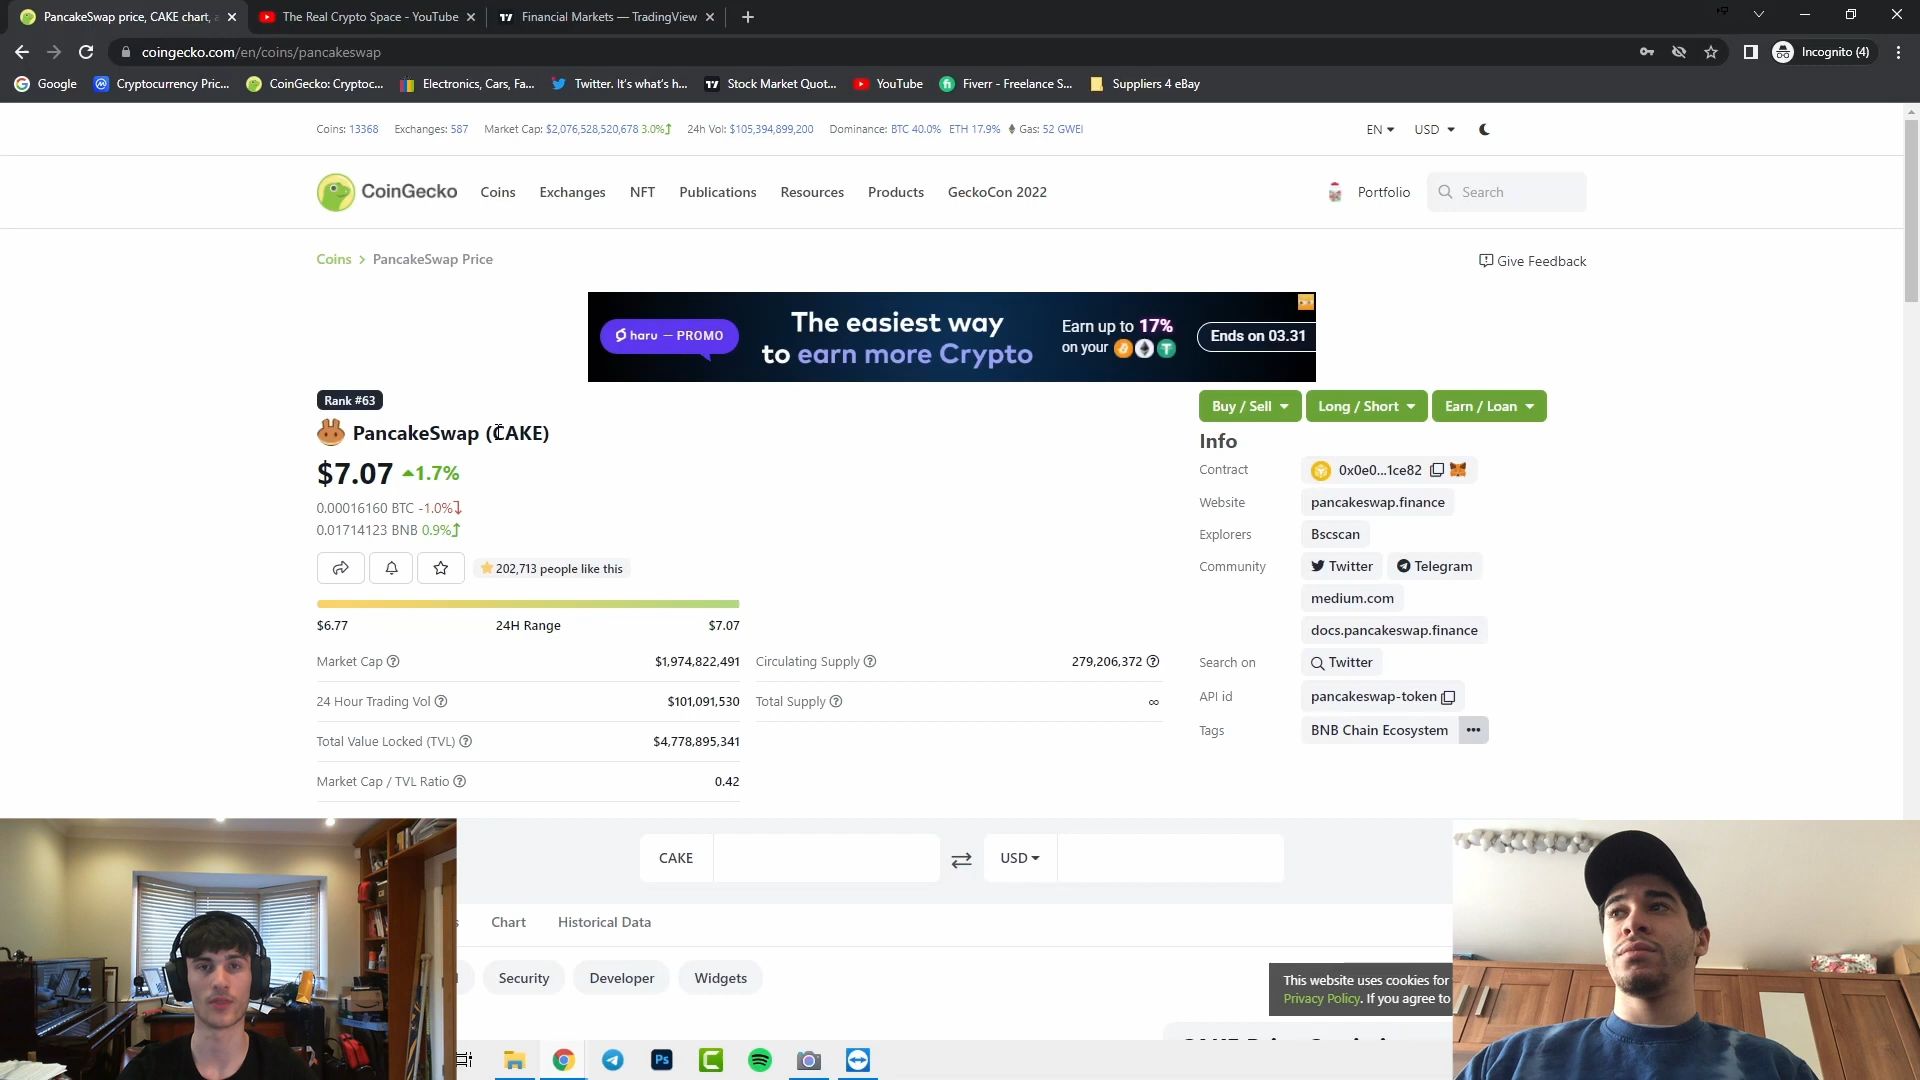 PancakeSwap price, CAKE chart, a
The Real Crypto Space - YouTube
Financial Markets — TradingView
coingecko.com/en/coins/pancakeswap
Incognito (4)
Google
Cryptocurrency Pric...
CoinGecko: Cryptoc...
Electronics, Cars, Fa...
Twitter. It's what's h...
Stock Market Quot...
YouTube
Fiverr - Freelance S...
Suppliers 4 eBay
Coins: 13368 Exchanges: 587 Market Cap: $2,076,528,520,678 3.0% 24h Vol: $105,394,899,200 Dominance: BTC 40.0% ETH 17.9% Gas: 52 GWEI
EN USD
CoinGecko
Coins Exchanges NFT Publications Resources Products GeckoCon 2022
Portfolio Search
Coins > PancakeSwap Price
Give Feedback
haru — PROMO
The easiest way
to earn more Crypto
Earn up to 17%
on your
Ends on 03.31
Rank #63
PancakeSwap (CAKE)
$7.07 1.7%
0.00016160 BTC -1.0%
0.01714123 BNB 0.9%
202,713 people like this
$6.77 24H Range $7.07
Market Cap $1,974,822,491
24 Hour Trading Vol $101,091,530
Total Value Locked (TVL) $4,778,895,341
Market Cap / TVL Ratio 0.42
Circulating Supply 279,206,372
Total Supply ∞
Buy / Sell Long / Short Earn / Loan
Info
Contract 0x0e0...1ce82
Website pancakeswap.finance
Explorers Bscscan
Community Twitter Telegram
medium.com
docs.pancakeswap.finance
Search on Twitter
API id pancakeswap-token
Tags BNB Chain Ecosystem •••
CAKE USD
Chart Historical Data
Security Developer Widgets
This website uses cookies for
Privacy Policy. If you agree to
Ps